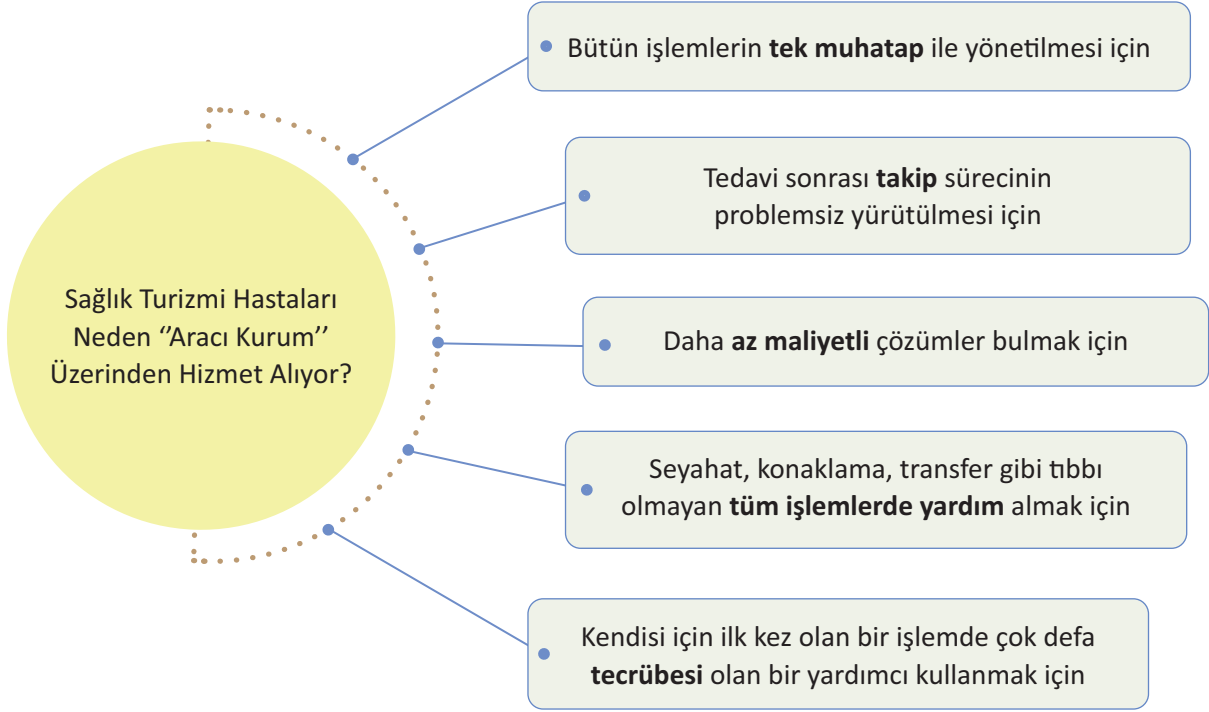 Sağlık Turizmi Hastaları
Neden ‘’Aracı Kurum’’
Üzerinden Hizmet Alıyor?
Bütün işlemlerin tek muhatap ile yönetilmesi için
Tedavi sonrası takip sürecinin
problemsiz yürütülmesi için
Daha az maliyetli çözümler bulmak için
Seyahat, konaklama, transfer gibi tıbbı
olmayan tüm işlemlerde yardım almak için
Kendisi için ilk kez olan bir işlemde çok defa
tecrübesi olan bir yardımcı kullanmak için